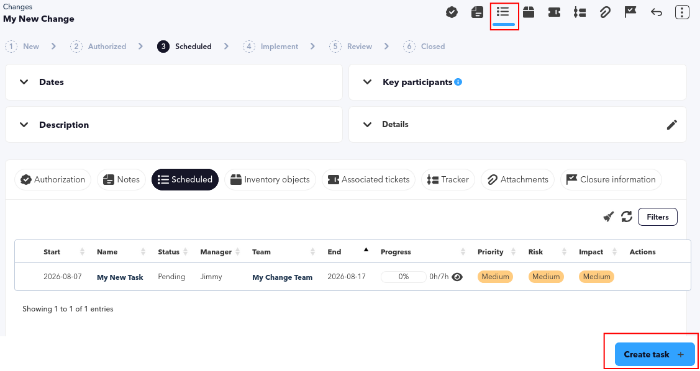 Changes
My New Change
1 New 2 Authorized 3 Scheduled 4 Implement 5 Review 6 Closed
Dates
Key participants
Description
Details
Authorization Notes Scheduled Inventory objects Associated tickets Tracker Attachments Closure information
Filters
Start Name Status Manager Team End Progress Priority Risk Impact Actions
2026-08-07 My New Task Pending Jimmy My Change Team 2026-08-17 0% 0h/7h Medium Medium Medium
Showing 1 to 1 of 1 entries
Create task +